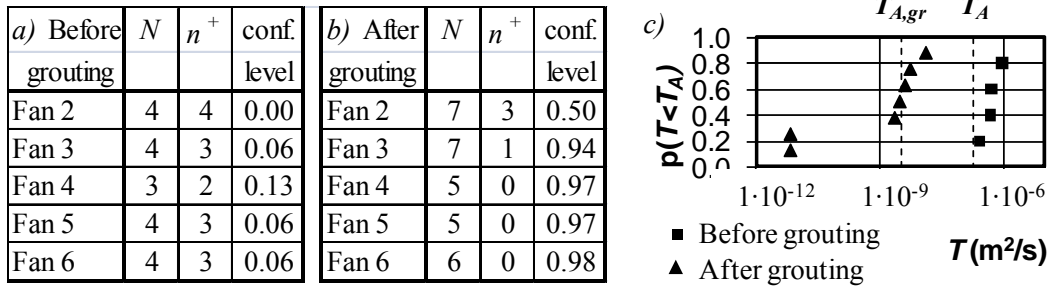 a) Before grouting N n+ conf. level
Fan 2 4 4 0.00
Fan 3 4 3 0.06
Fan 4 3 2 0.13
Fan 5 4 3 0.06
Fan 6 4 3 0.06
b) After grouting N n+ conf. level
Fan 2 7 3 0.50
Fan 3 7 1 0.94
Fan 4 5 0 0.97
Fan 5 5 0 0.97
Fan 6 6 0 0.98
c)
T_A,gr T_A
p(T<T_A)
1.0
0.8
0.6
0.4
0.2
0.0
1·10^-12 1·10^-9 1·10^-6
■ Before grouting
▲ After grouting
T(m²/s)